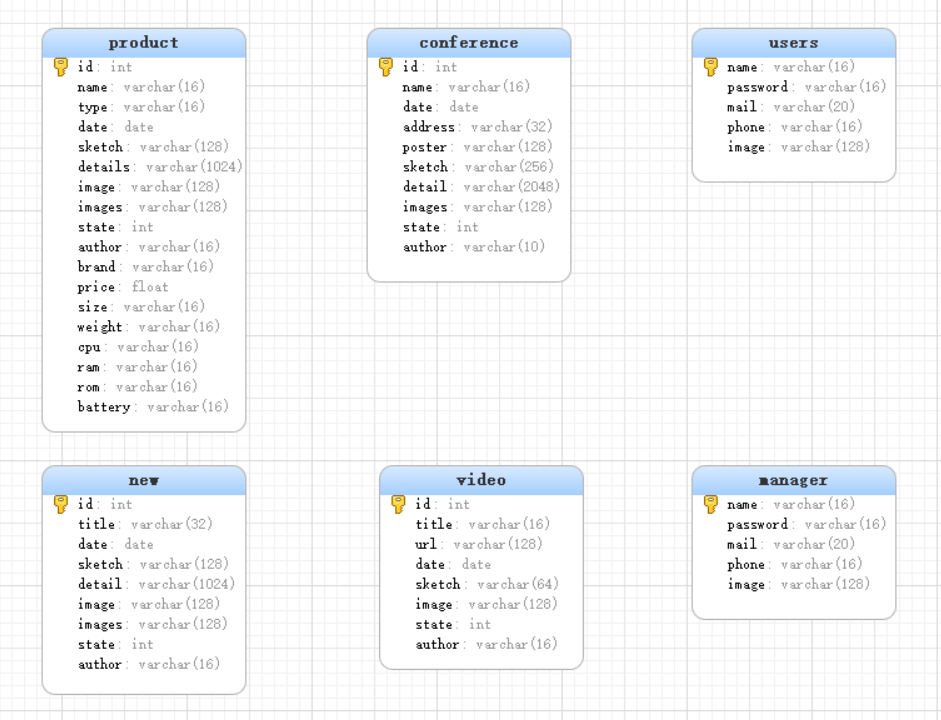 product
id: int
name: varchar(16)
type: varchar(16)
date: date
sketch: varchar(128)
details: varchar(1024)
image: varchar(128)
images: varchar(128)
state: int
author: varchar(16)
brand: varchar(16)
price: float
size: varchar(16)
weight: varchar(16)
cpu: varchar(16)
ram: varchar(16)
rom: varchar(16)
battery: varchar(16)
conference
id: int
name: varchar(16)
date: date
address: varchar(32)
poster: varchar(128)
sketch: varchar(256)
detail: varchar(2048)
images: varchar(128)
state: int
author: varchar(10)
users
name: varchar(16)
password: varchar(16)
mail: varchar(20)
phone: varchar(16)
image: varchar(128)
new
id: int
title: varchar(32)
date: date
sketch: varchar(128)
detail: varchar(1024)
image: varchar(128)
images: varchar(128)
state: int
author: varchar(16)
video
id: int
title: varchar(16)
url: varchar(128)
date: date
sketch: varchar(64)
image: varchar(128)
state: int
author: varchar(16)
manager
name: varchar(16)
password: varchar(16)
mail: varchar(20)
phone: varchar(16)
image: varchar(128)